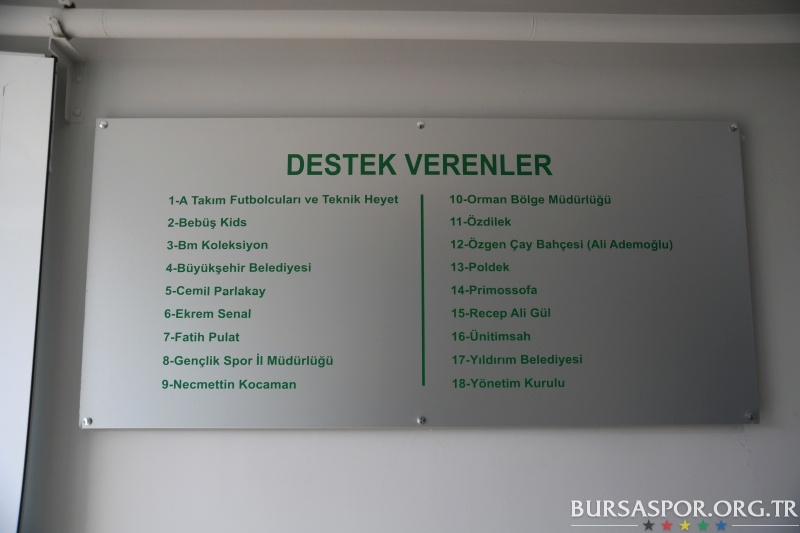 DESTEK VERENLER
1-A Takım Futbolcuları ve Teknik Heyet
2-Bebüş Kids
3-Bm Koleksiyon
4-Büyükşehir Belediyesi
5-Cemil Parlakay
6-Ekrem Senal
7-Fatih Pulat
8-Gençlik Spor İl Müdürlüğü
9-Necmettin Kocaman
10-Orman Bölge Müdürlüğü
11-Özdilek
12-Özgen Çay Bahçesi (Ali Ademoğlu)
13-Poldek
14-Primossofa
15-Recep Ali Gül
16-Ünitimsah
17-Yıldırım Belediyesi
18-Yönetim Kurulu
BURSASPOR.ORG.TR